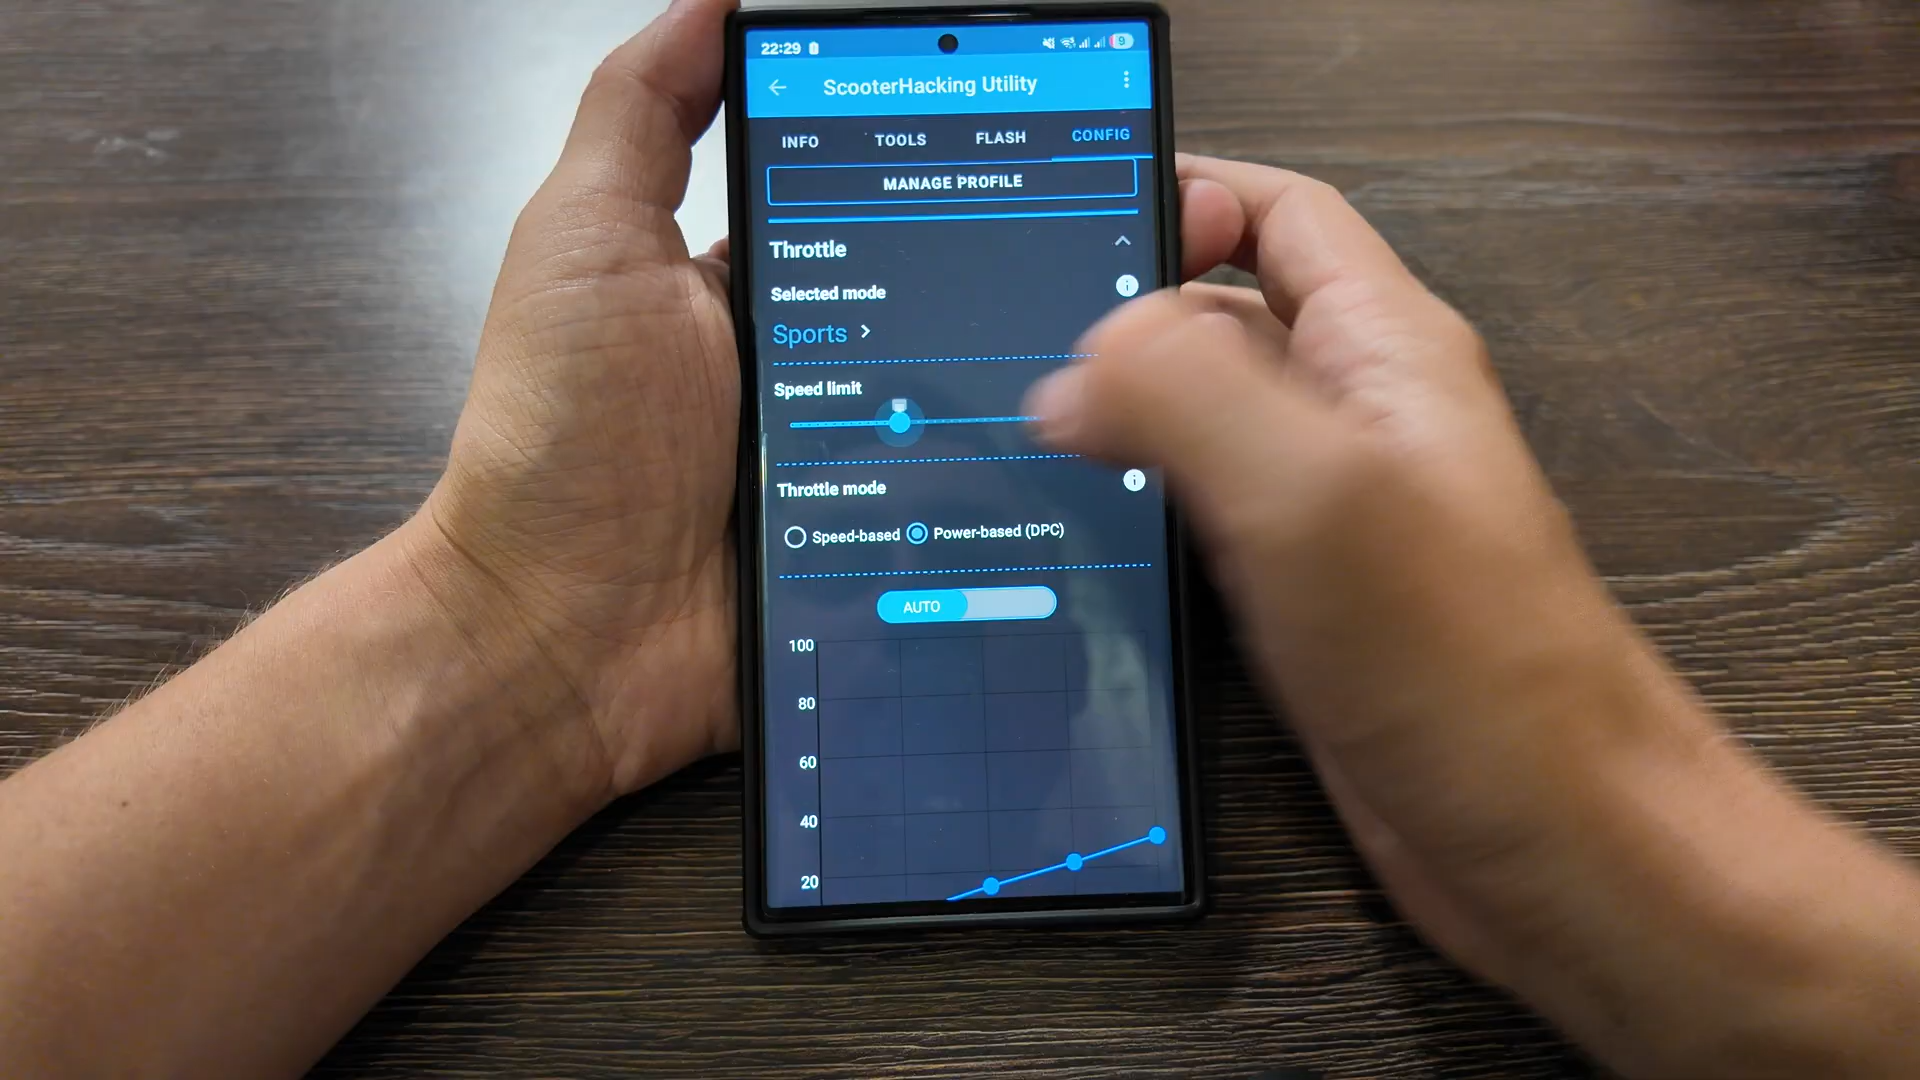 22:29
9
ScooterHacking Utility
INFO TOOLS FLASH CONFIG
MANAGE PROFILE
Throttle
Selected mode
Sports
Speed limit
Throttle mode
Speed-based Power-based (DPC)
AUTO
100
80
60
40
20